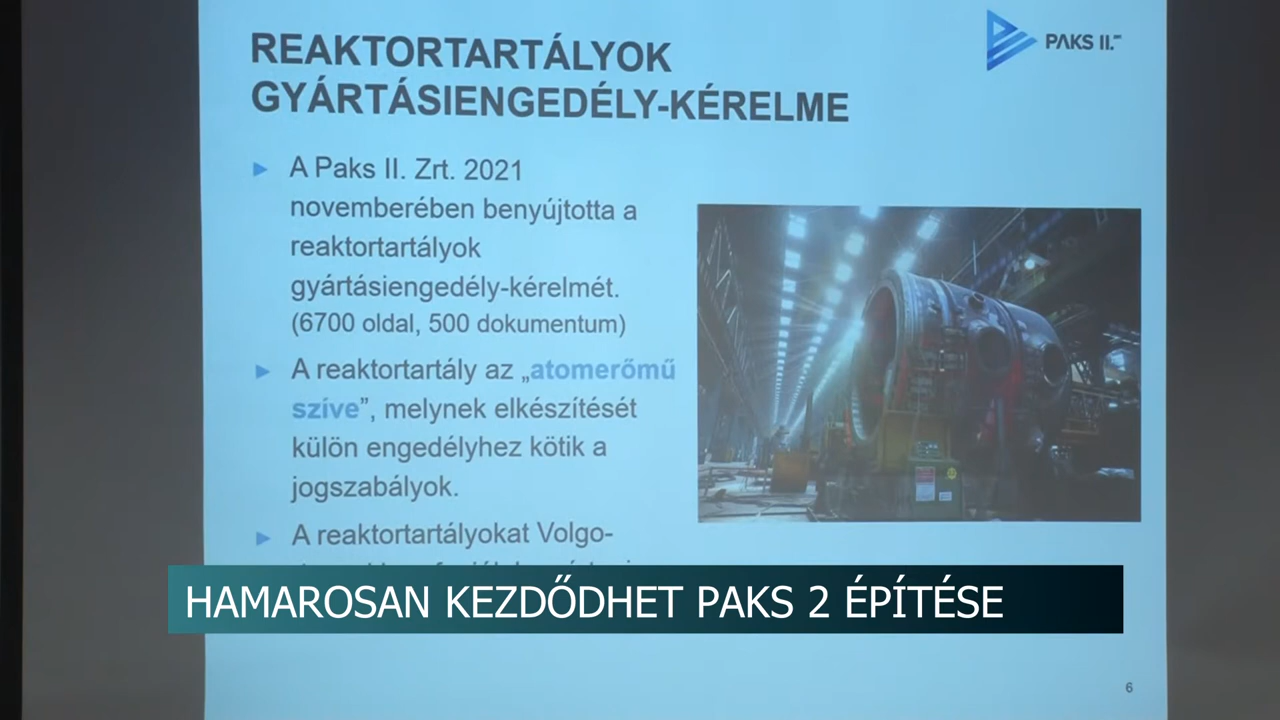 REAKTORTARTÁLYOK
GYÁRTÁSIENGEDÉLY-KÉRELME
PAKS II.
A Paks II. Zrt. 2021
novemberében benyújtotta a
reaktortartályok
gyártásiengedély-kérelmét.
(6700 oldal, 500 dokumentum)
A reaktortartály az „atomerőmű
szíve”, melynek elkészítését
külön engedélyhez kötik a
jogszabályok.
A reaktortartályokat Volgo-
HAMAROSAN KEZDŐDHET PAKS 2 ÉPÍTÉSE
6